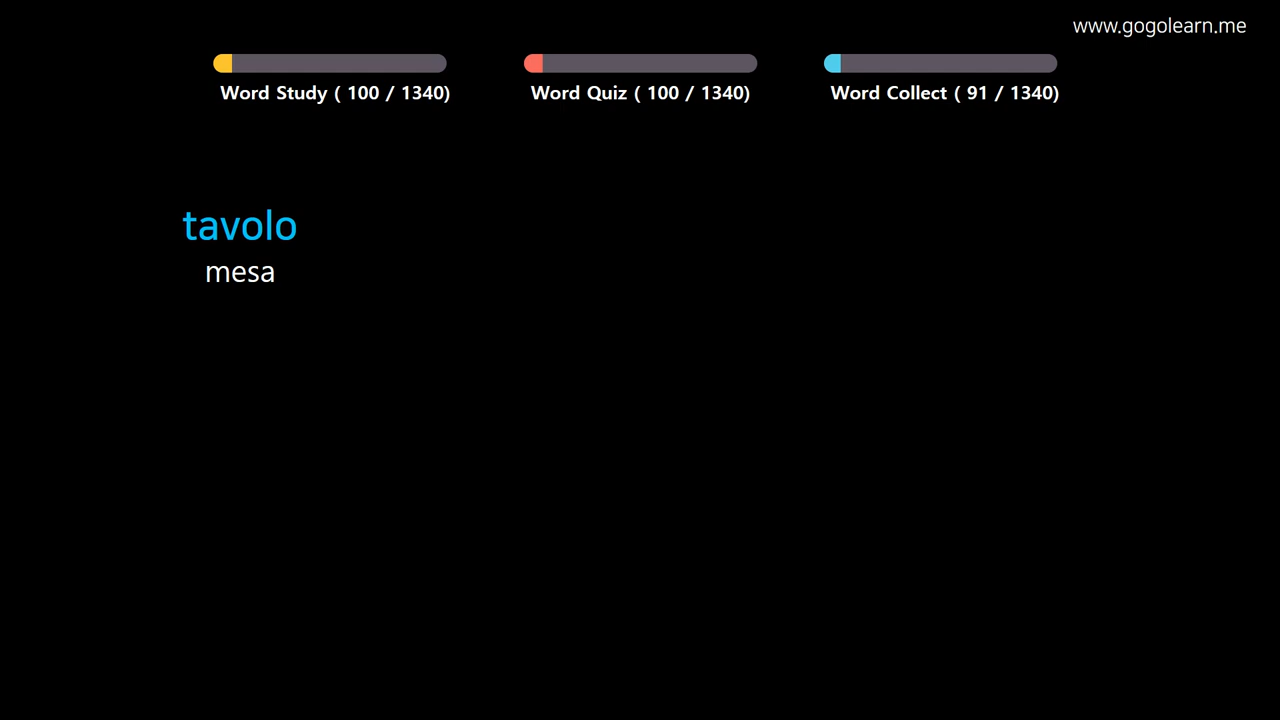 www.gogolearn.me
Word Study ( 100 / 1340)
Word Quiz ( 100 / 1340)
Word Collect ( 91 / 1340)
tavolo
mesa